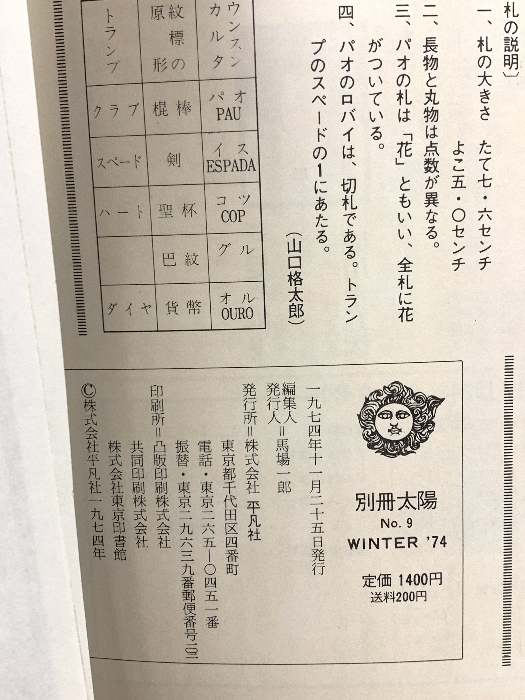 札の説明〕
一、札の大きさ　たて七・六センチ
よこ五・〇センチ
二、長物と丸物は点数が異なる。
三、パオの札は「花」ともいい、全札に花
がついている。
四、パオのロバイは、切札である。トラン
プのスペードの1にあたる。
（山口格太郎）
ウンスンカルタ
パオ
PAU
イス
ESPADA
コツ
COP
グル
オル
OURO
紋標の原形
棍棒
剣
聖杯
巴紋
貨幣
トランプ
クラブ
スペード
ハート
ダイヤ
別冊太陽
No. 9
WINTER '74
定価 1400円
送料200円
一九七四年十一月二十五日発行
編集人＝馬場一郎
発行人
発行所＝株式会社 平凡社
東京都千代田区四番町
電話・東京二六五―〇四五一番
振替・東京二九六三九番郵便番号一〇二
印刷所＝凸版印刷株式会社
共同印刷株式会社
株式会社東京印書館
©株式会社平凡社一九七四年